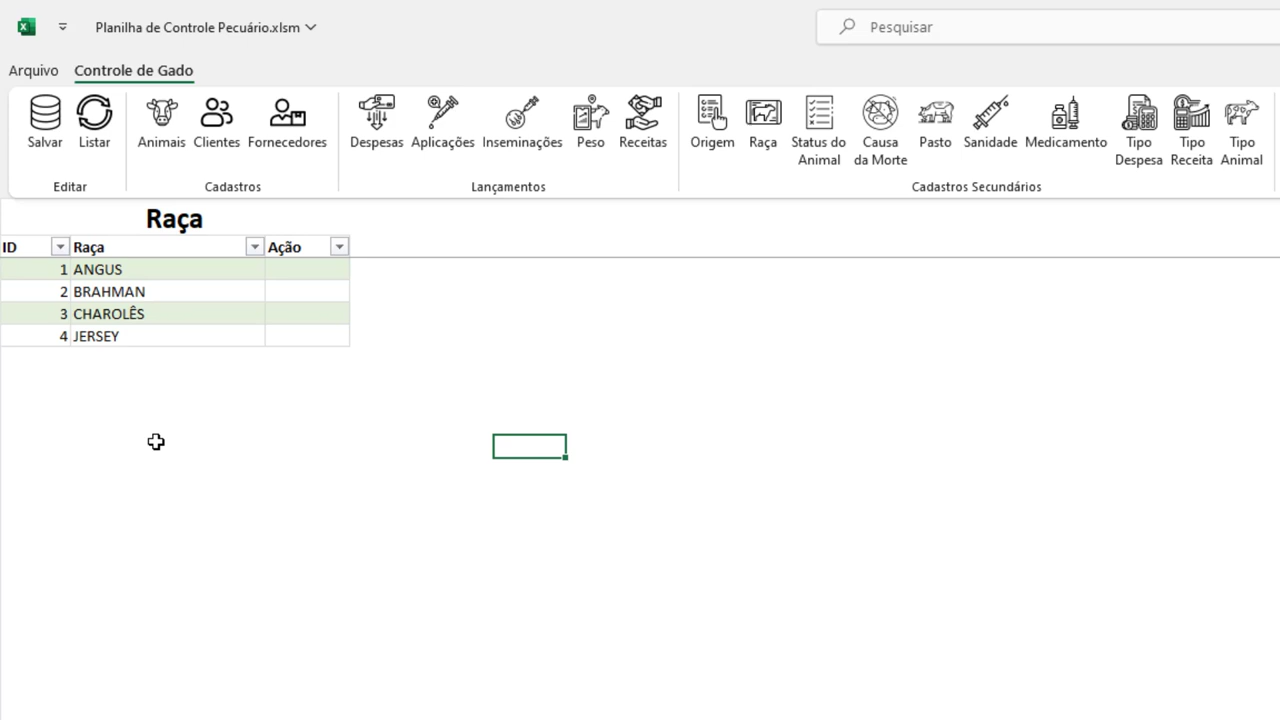 Planilha de Controle Pecuário.xlsm
Pesquisar
Arquivo Controle de Gado
Salvar Listar Animais Clientes Fornecedores Despesas Aplicações Inseminações Peso Receitas Origem Raça Status do Animal Causa da Morte Pasto Sanidade Medicamento Tipo Despesa Tipo Receita Tipo Animal
Editar Cadastros Lançamentos Cadastros Secundários
Raça
ID Raça Ação
1 ANGUS
2 BRAHMAN
3 CHAROLÊS
4 JERSEY